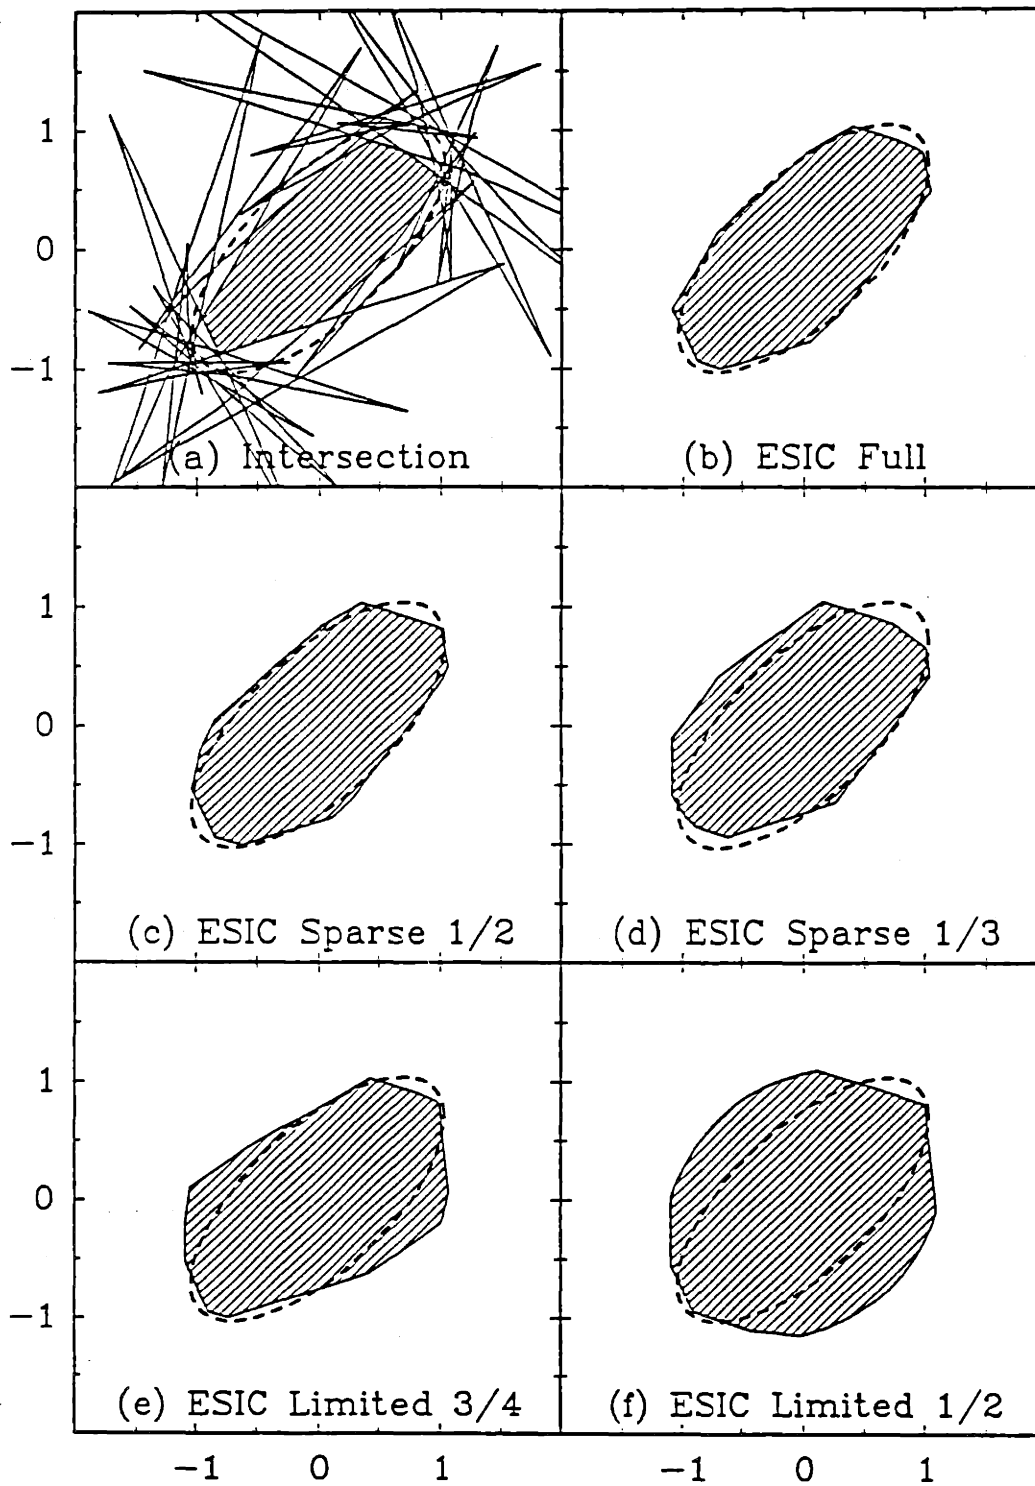 1
0
−1
(a) Intersection
(b) ESIC Full
1
0
−1
(c) ESIC Sparse 1/2
(d) ESIC Sparse 1/3
1
0
−1
(e) ESIC Limited 3/4
(f) ESIC Limited 1/2
−1 0 1 −1 0 1